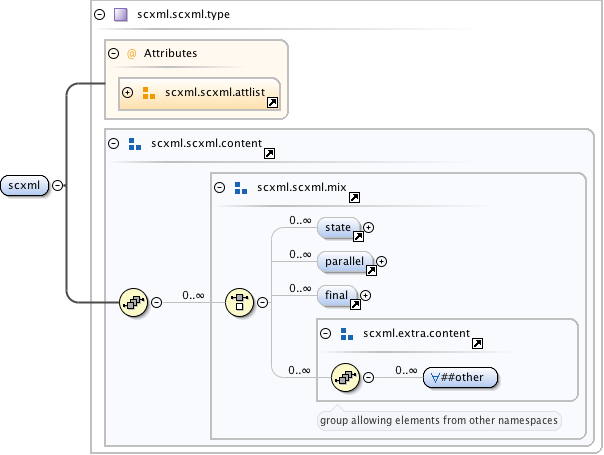 scxml.scxml.type
@ Attributes
scxml.scxml.attlist
scxml.scxml.content
scxml
scxml.scxml.mix
0..∞
state
0..∞
parallel
0..∞
0..∞
final
scxml.extra.content
0..∞
0..∞
∀##other
group allowing elements from other namespaces